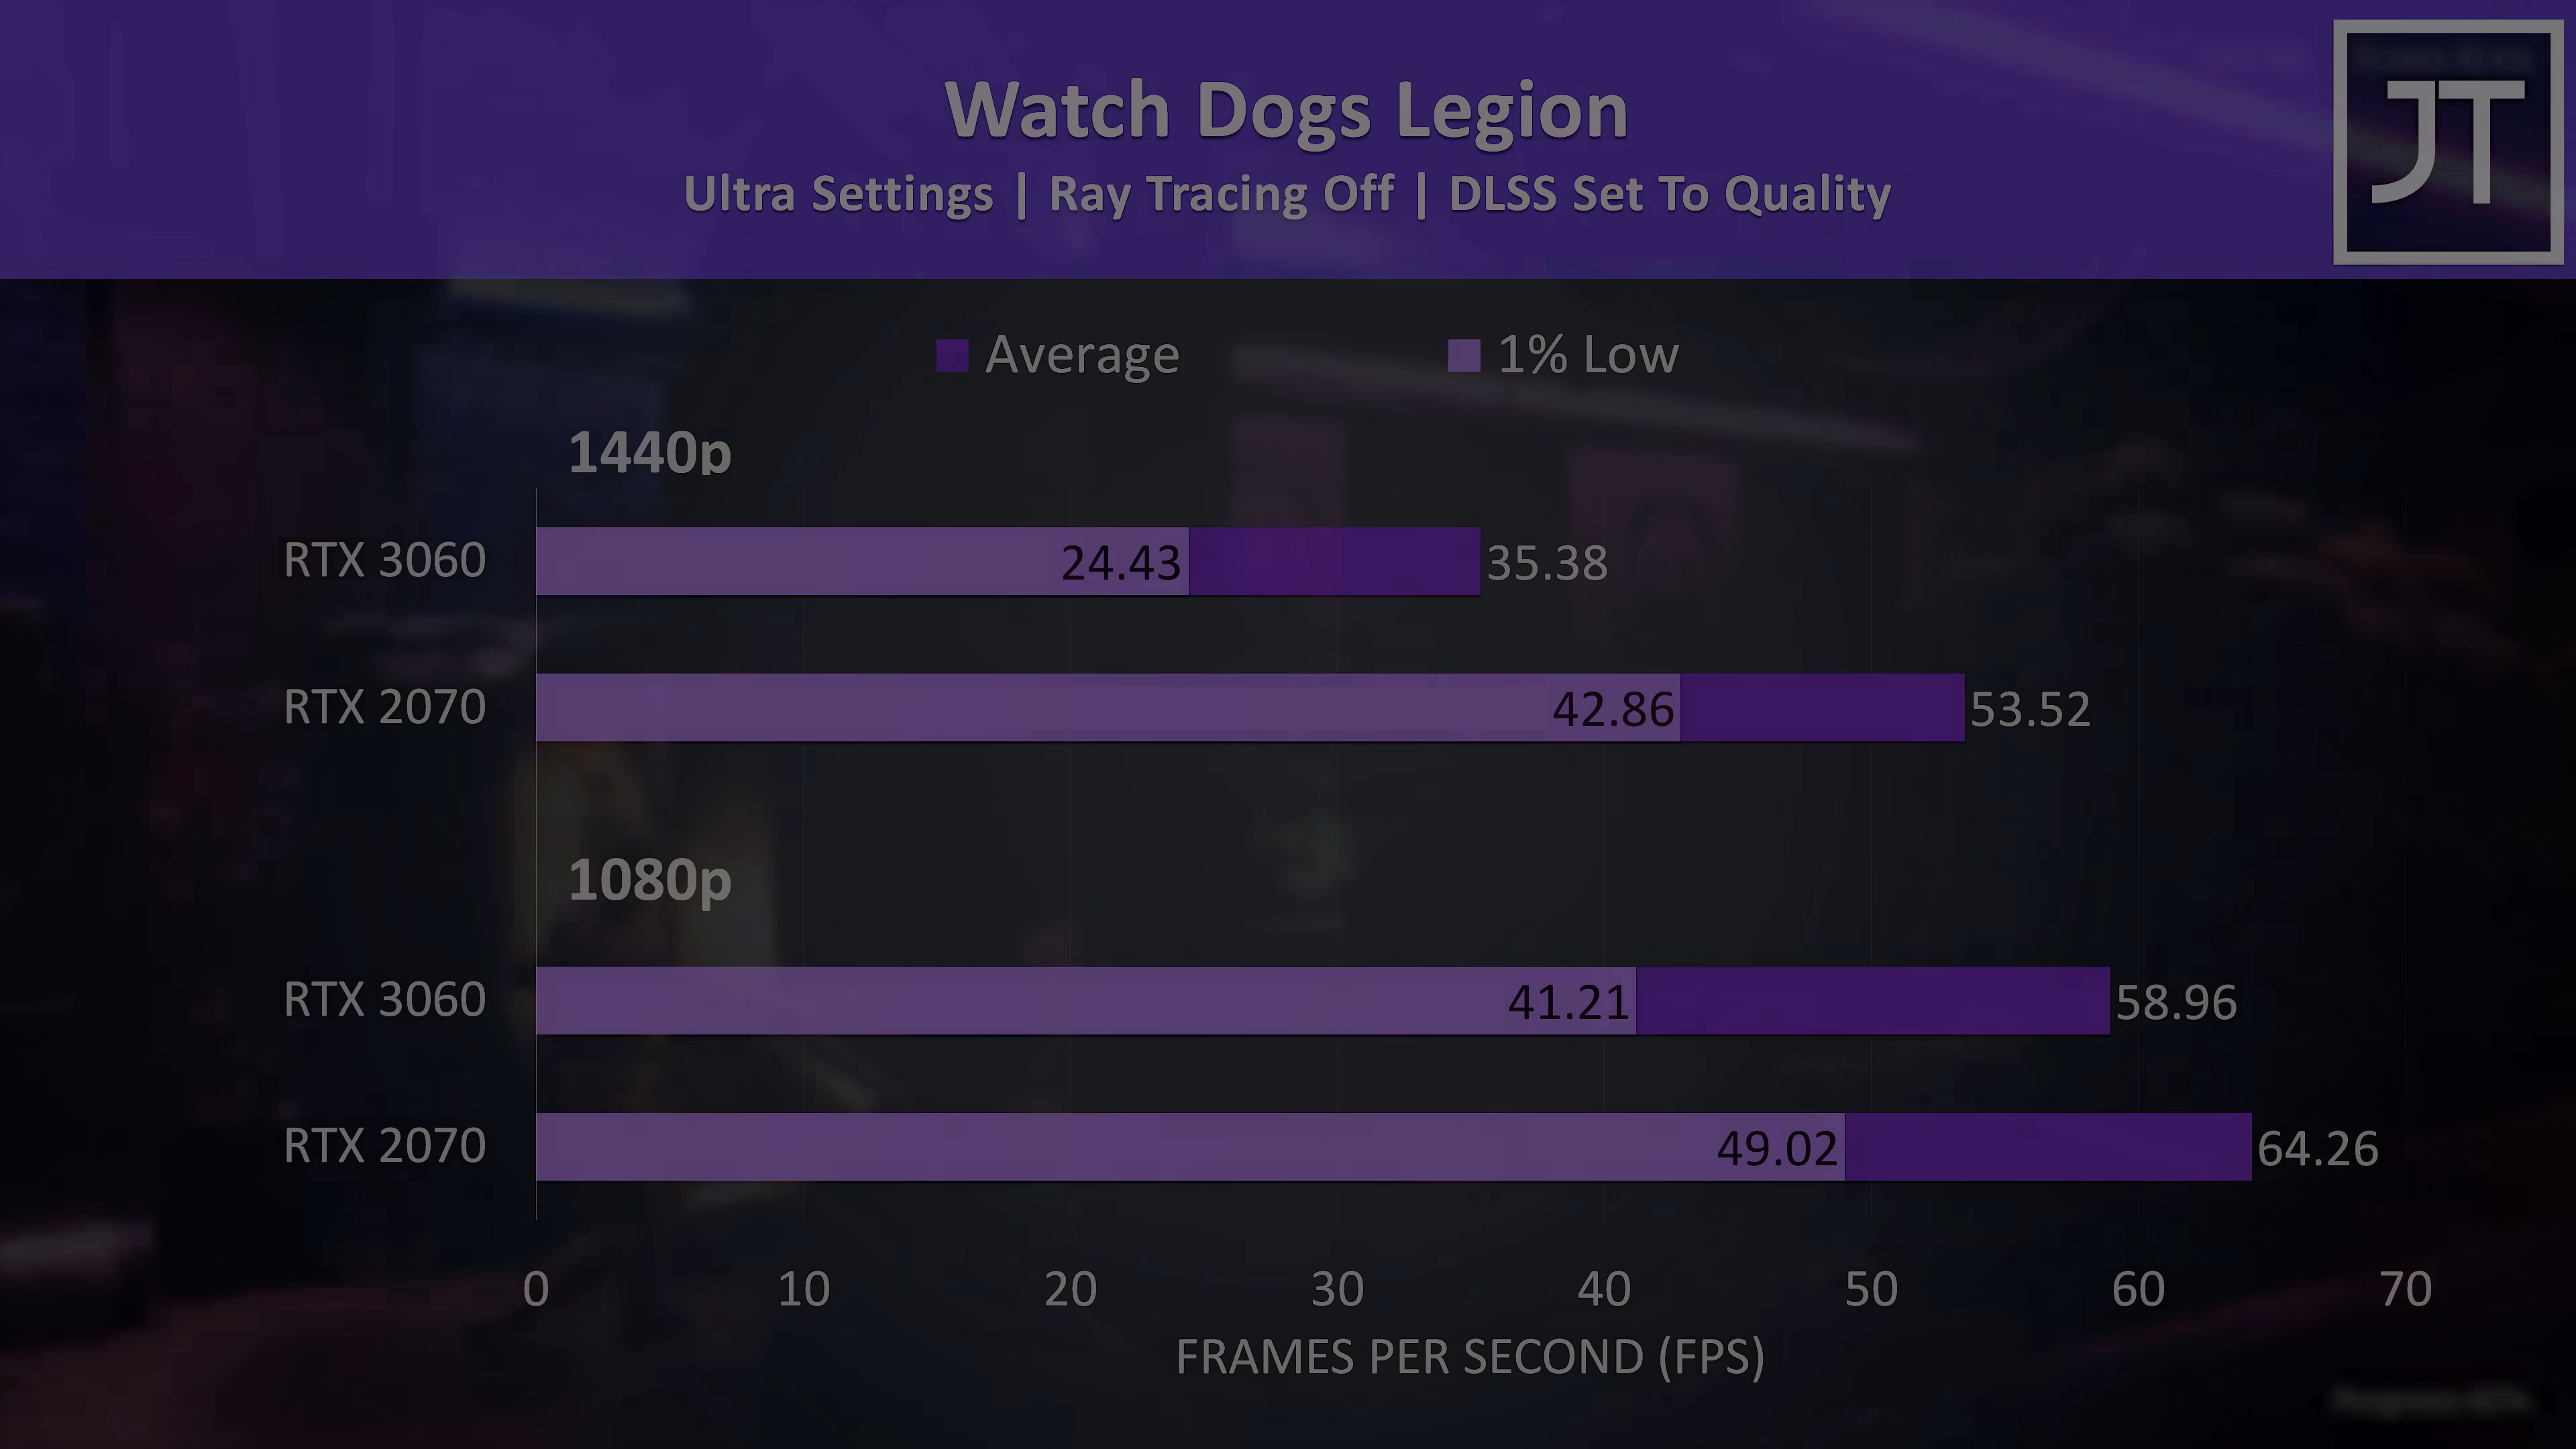 Watch Dogs Legion
JT
Ultra Settings | Ray Tracing Off | DLSS Set To Quality
Average
1% Low
1440p
RTX 3060
24.43
35.38
RTX 2070
42.86
53.52
1080p
RTX 3060
41.21
58.96
RTX 2070
49.02
64.26
0 10 20 30 40 50 60 70
FRAMES PER SECOND (FPS)